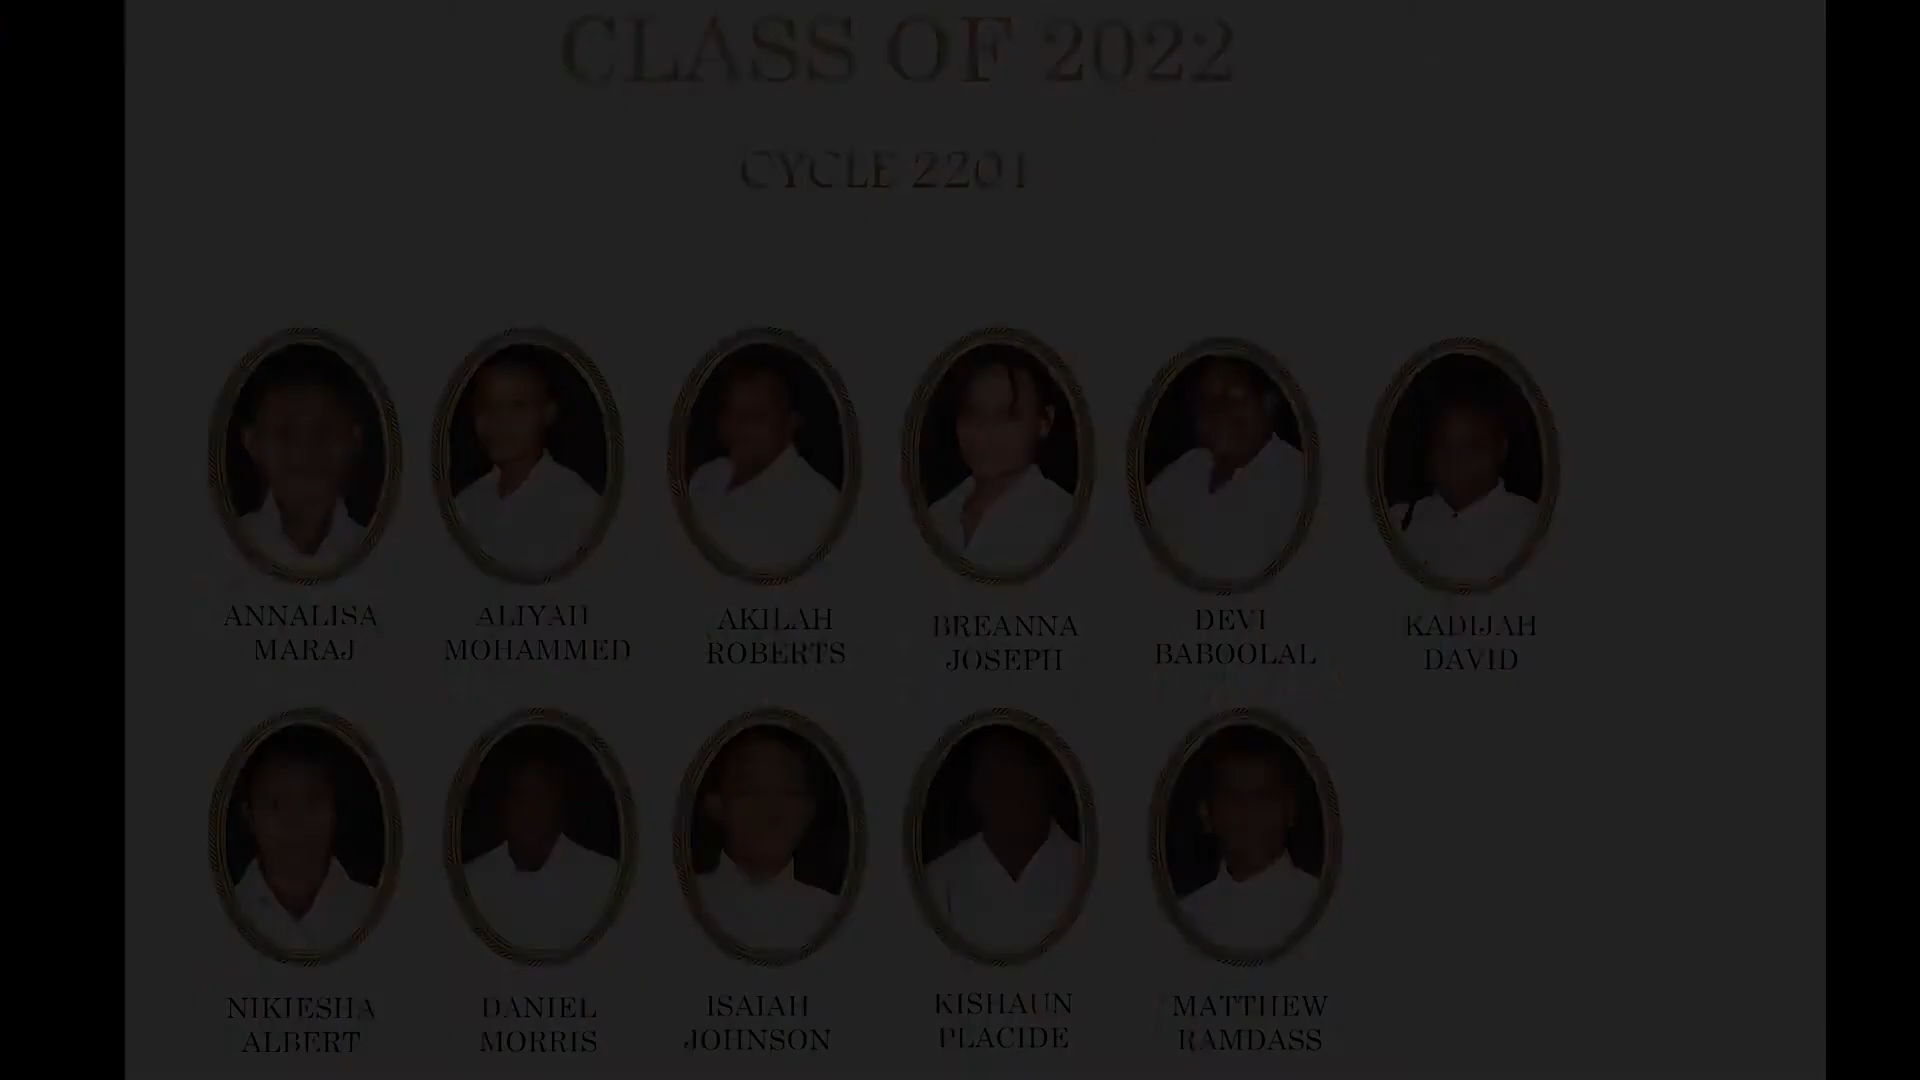 CLASS OF 2022
CYCLE 2201
ANNALISA
MARAJ
ALIYAH
MOHAMMED
AKILAH
ROBERTS
BREANNA
JOSEPH
DEVI
BABOOLAL
KADIJAH
DAVID
NIKIESHA
ALBERT
DANIEL
MORRIS
ISAIAH
JOHNSON
KISHAUN
PLACIDE
MATTHEW
RAMDASS